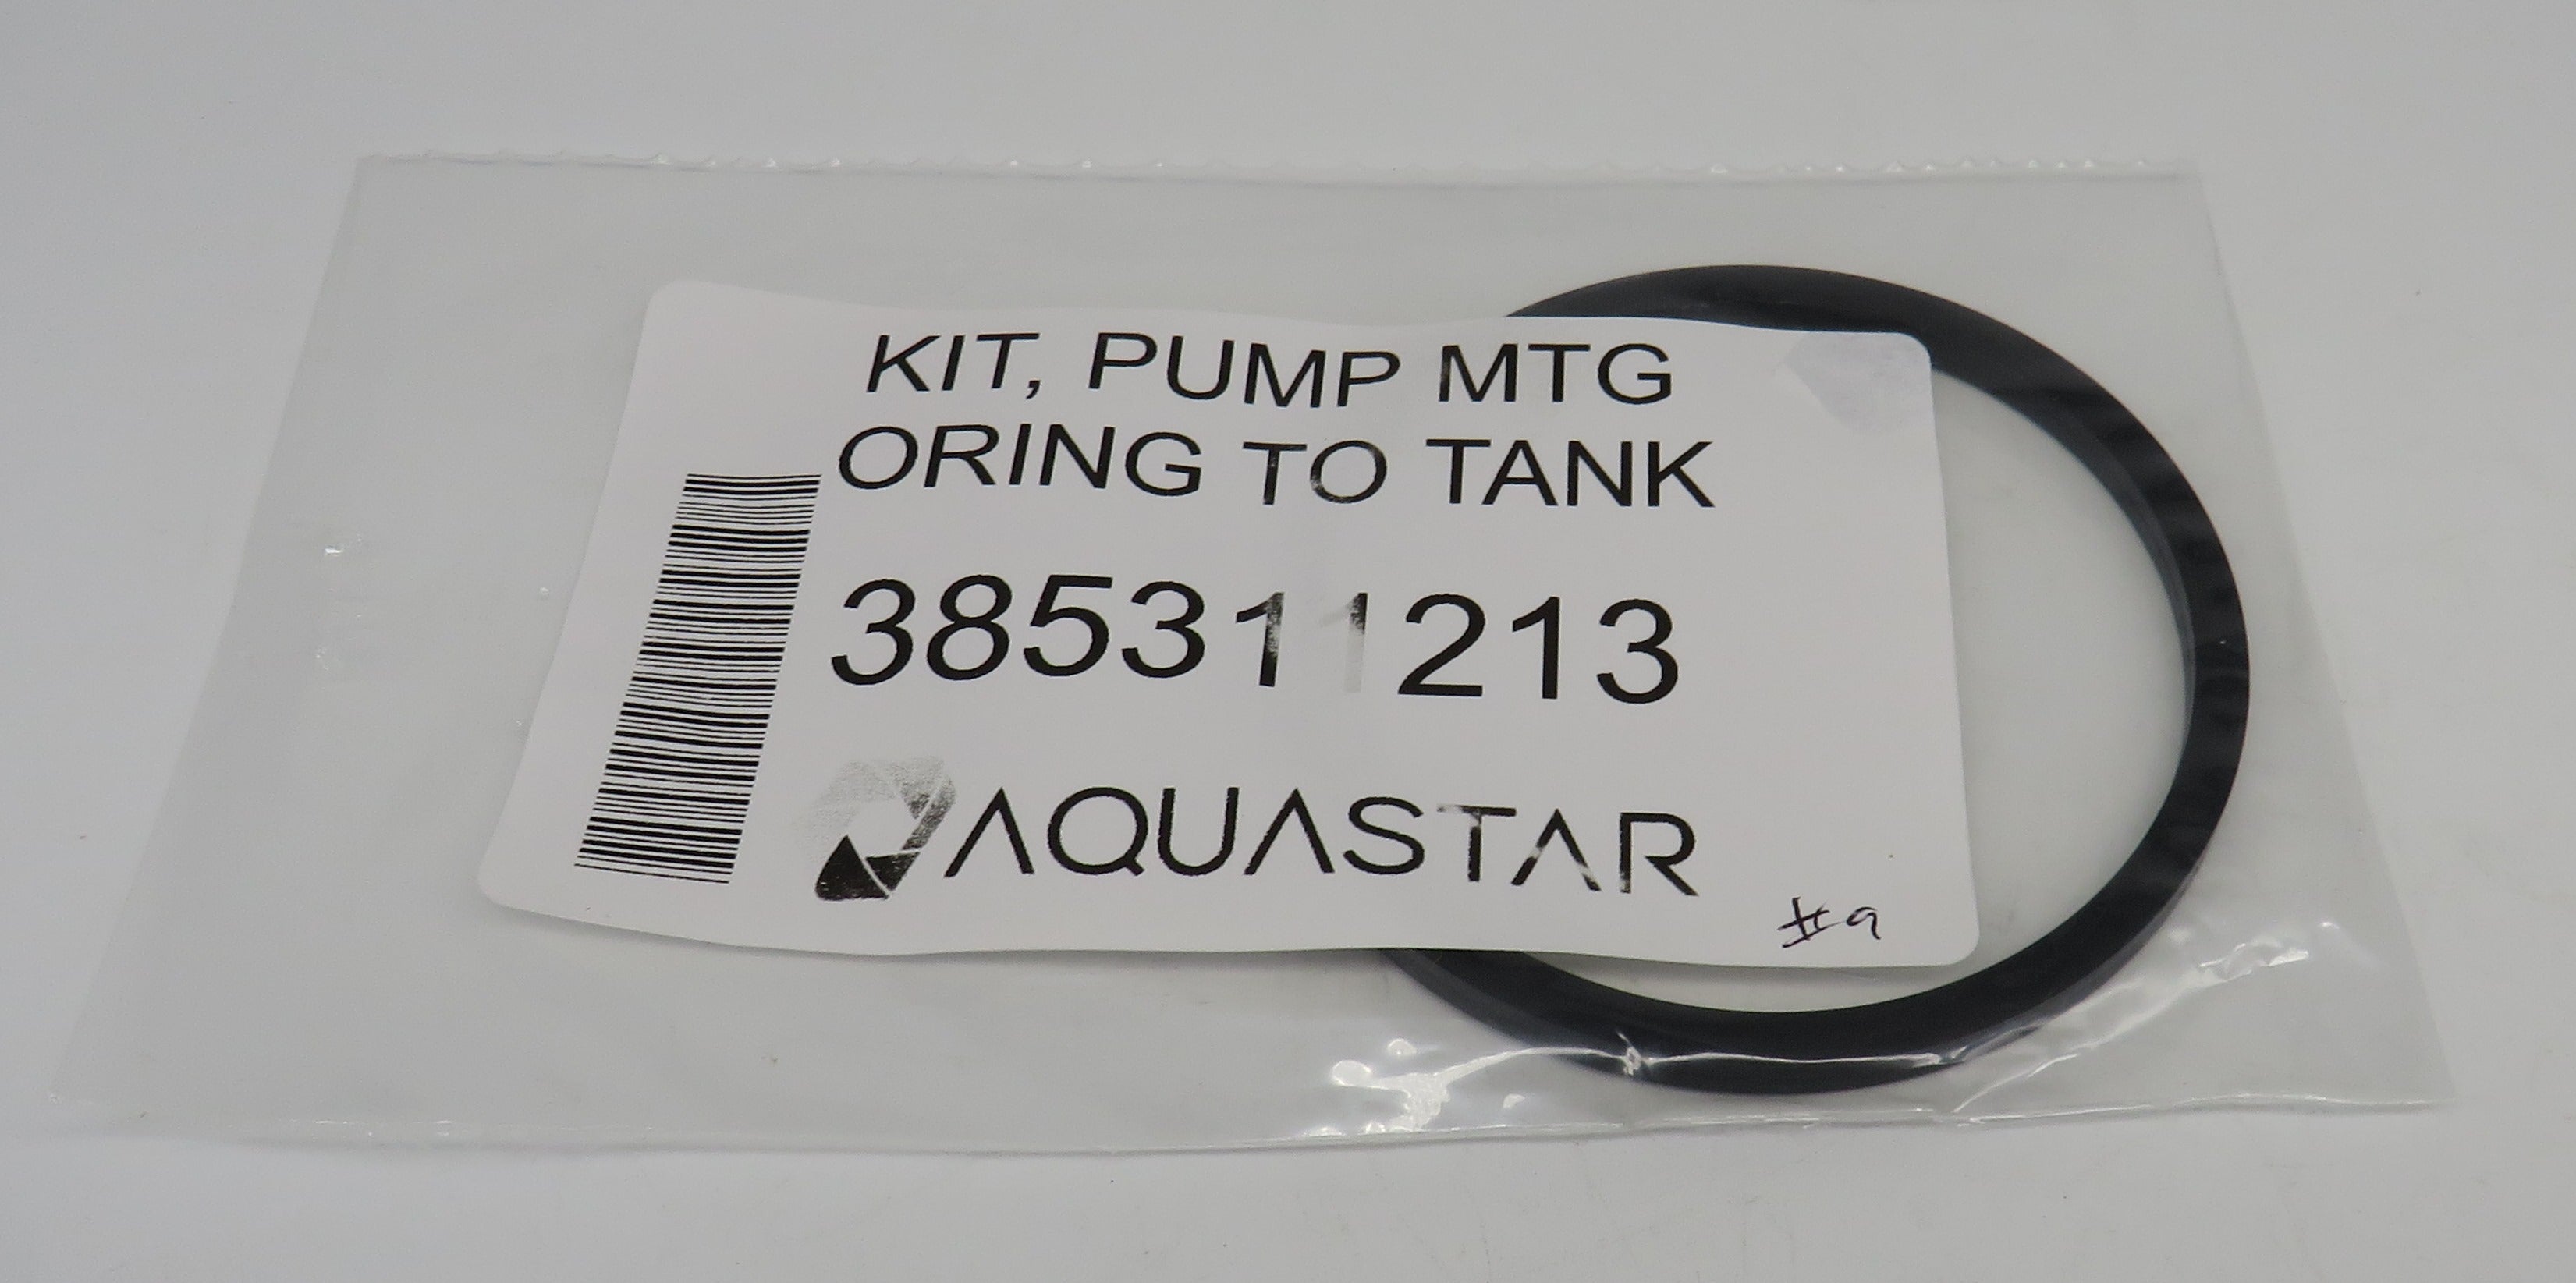 KIT, PUMP MTG
ORING TO TANK
385311213
AQUASTAR
#9